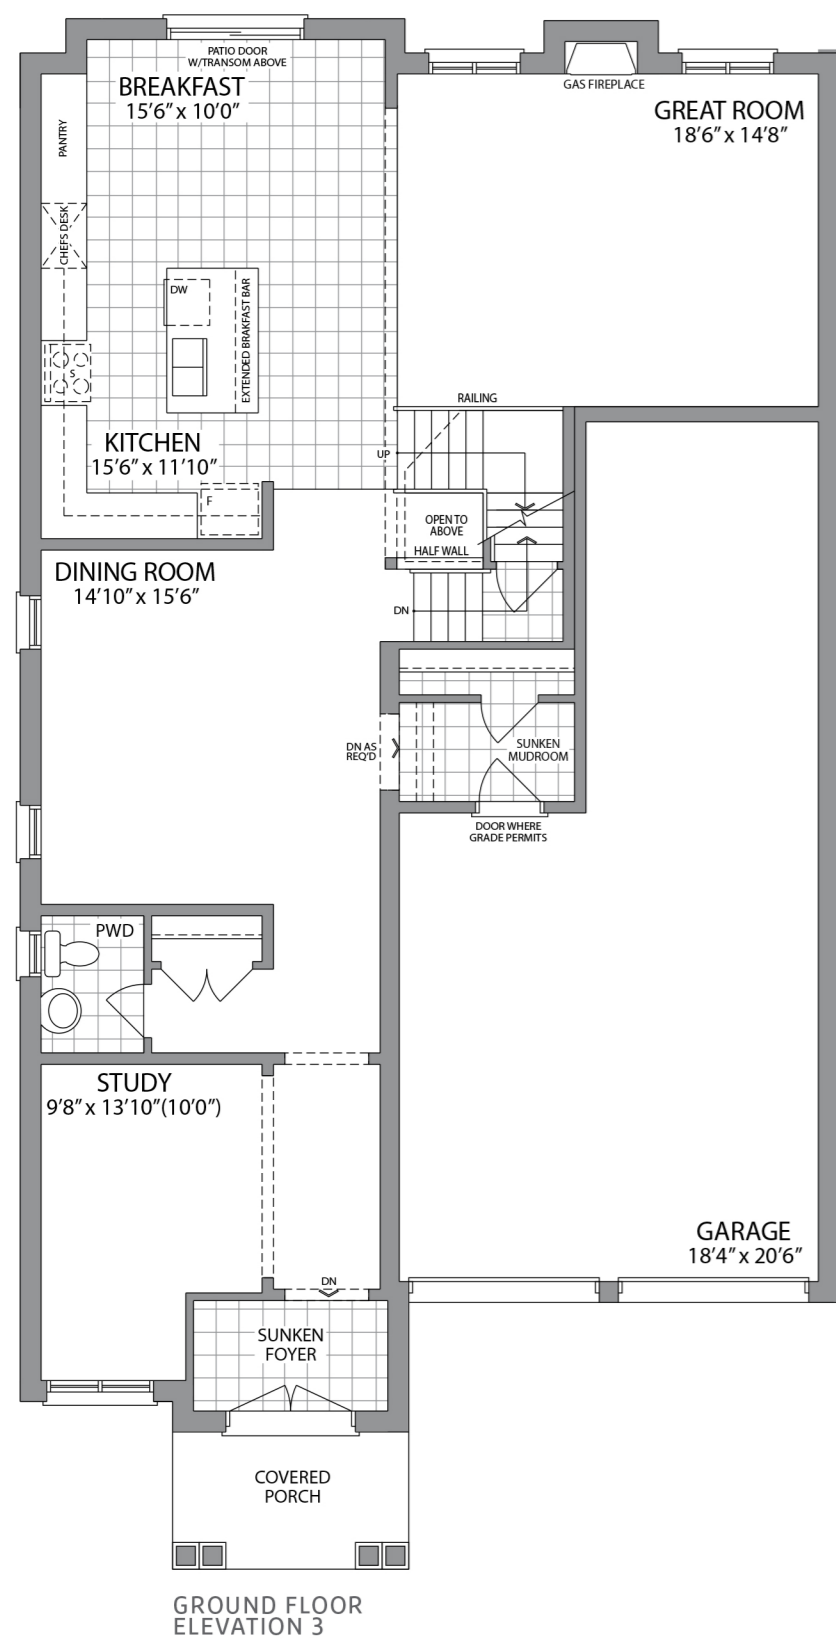 PATIO DOOR
W/TRANSOM ABOVE
BREAKFAST
15'6" x 10'0"
GAS FIREPLACE
GREAT ROOM
18'6" x 14'8"
PANTRY
CHEFS DESK
DW
EXTENDED BRAKFAST BAR
S
RAILING
KITCHEN
15'6" x 11'10"
UP
F
OPEN TO
ABOVE
HALF WALL
DINING ROOM
14'10" x 15'6"
DN
DN AS
REQ'D
SUNKEN
MUDROOM
DOOR WHERE
GRADE PERMITS
PWD
STUDY
9'8" x 13'10"(10'0")
GARAGE
18'4" x 20'6"
DN
SUNKEN
FOYER
COVERED
PORCH
GROUND FLOOR
ELEVATION 3